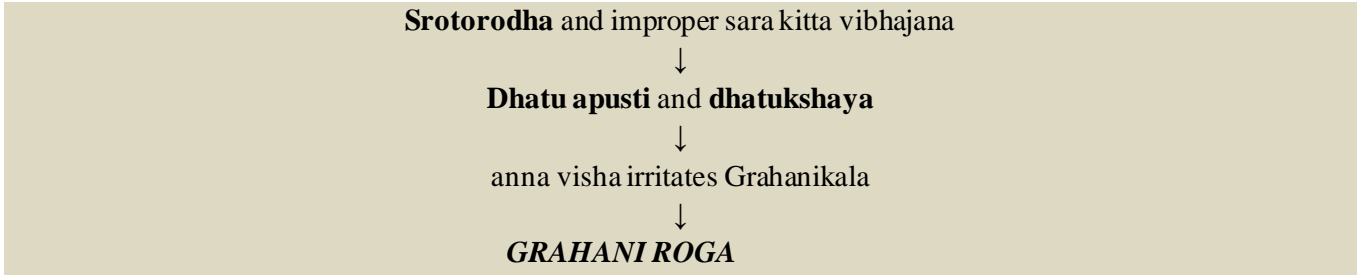 Srotorodha and improper sara kitta vibhajana
↓
Dhatu apusti and dhatukshaya
↓
anna visha irritates Grahanikala
↓
GRAHANI ROGA